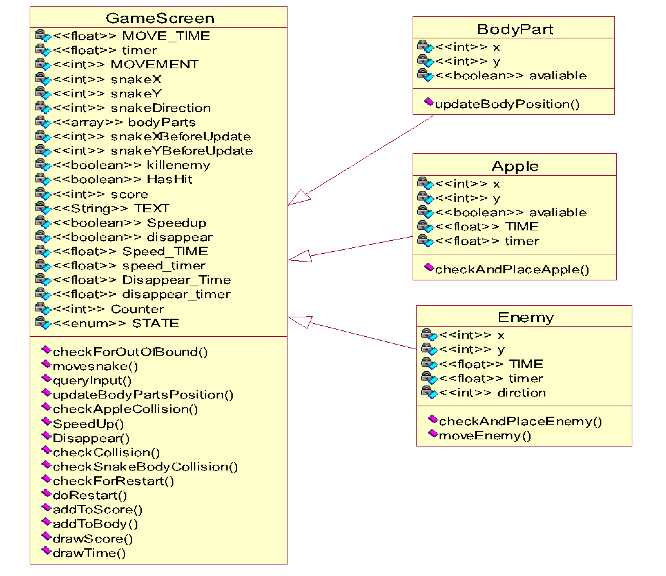 GameScreen
<<float>> MOVE_TIME
<<float>> timer
<<int>> MOVEMENT
<<int>> snakeX
<<int>> snakeY
<<int>> snakeDirection
<<array>> bodyParts
<<int>> snakeXBeforeUpdate
<<int>> snakeYBeforeUpdate
<<boolean>> killenemy
<<boolean>> HasHit
<<int>> score
<<String>> TEXT
<<boolean>> Speedup
<<boolean>> disappear
<<float>> Speed_TIME
<<float>> speed_timer
<<float>> Disappear_Time
<<float>> disappear_timer
<<int>> Counter
<<enum>> STATE
checkForOutOfBound()
movesnake()
queryInput()
updateBodyPartsPosition()
checkAppleCollision()
SpeedUp()
Disappear()
checkCollision()
checkSnakeBodyCollision()
checkForRestart()
doRestart()
addToScore()
addToBody()
drawScore()
drawTime()
BodyPart
<<int>> x
<<int>> y
<<boolean>> avaliable
updateBodyPosition()
Apple
<<int>> x
<<int>> y
<<boolean>> avaliable
<<float>> TIME
<<float>> timer
checkAndPlaceApple()
Enemy
<<int>> x
<<int>> y
<<float>> TIME
<<float>> timer
<<int>> dirction
checkAndPlaceEnemy()
moveEnemy()